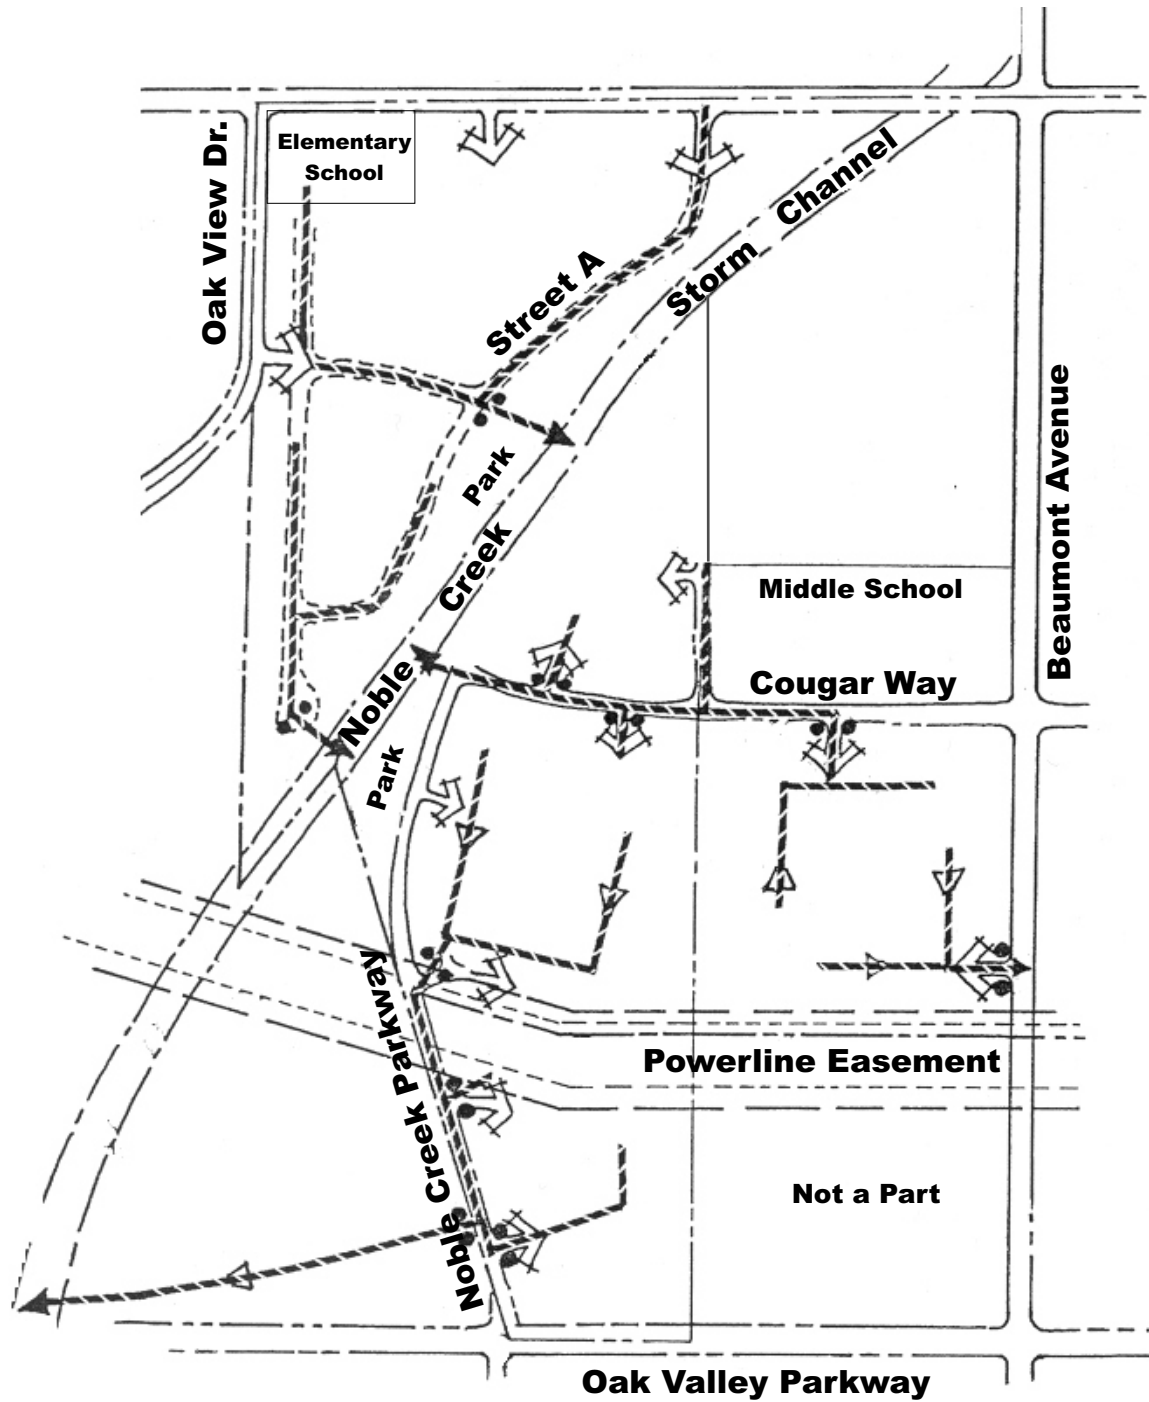 Elementary
School
Oak View Dr.
Street A
Storm Channel
Park
Noble Creek
Beaumont Avenue
Middle School
Cougar Way
Park
Noble Creek Parkway
Powerline Easement
Not a Part
Oak Valley Parkway